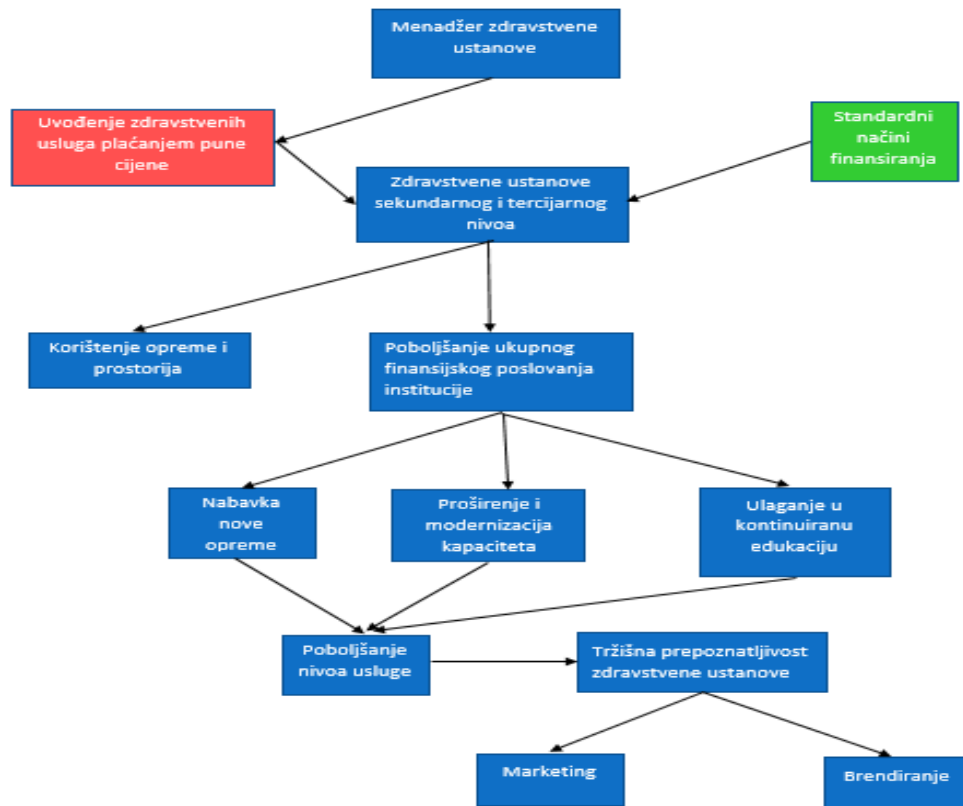 Menadžer zdravstvene
ustanove
Uvođenje zdravstvenih
usluga plaćanjem pune
cijene
Standardni
načini
finansiranja
Zdravstvene ustanove
sekundarnog i tercijarnog
nivoa
Korištenje opreme i
prostorija
Poboljšanje ukupnog
finansijskog poslovanja
institucije
Nabavka
nove
opreme
Proširenje i
modernizacija
kapaciteta
Ulaganje u
kontinuiranu
edukaciju
Poboljšanje
nivoa usluge
Tržišna prepoznatljivost
zdravstvene ustanove
Marketing
Brendiranje